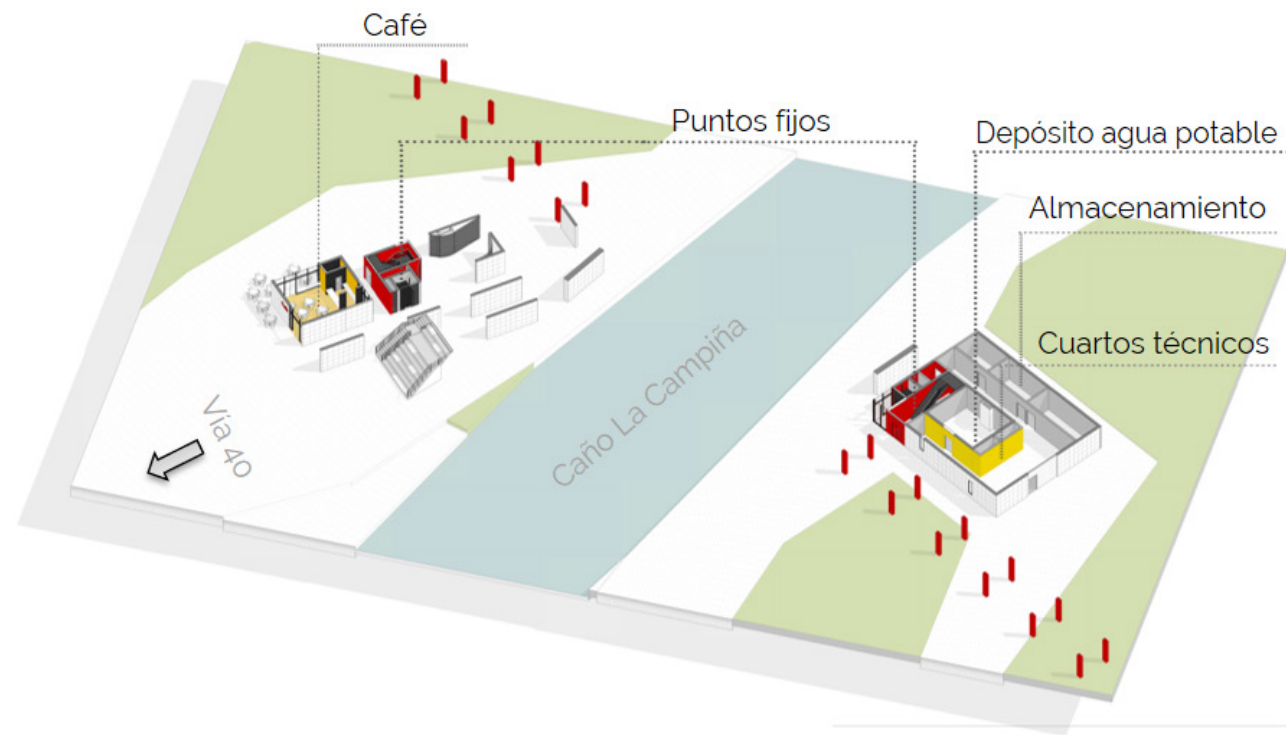 Café
Puntos fijos
Depósito agua potable
Almacenamiento
Cuartos técnicos
Caño La Campiña
Vía 40